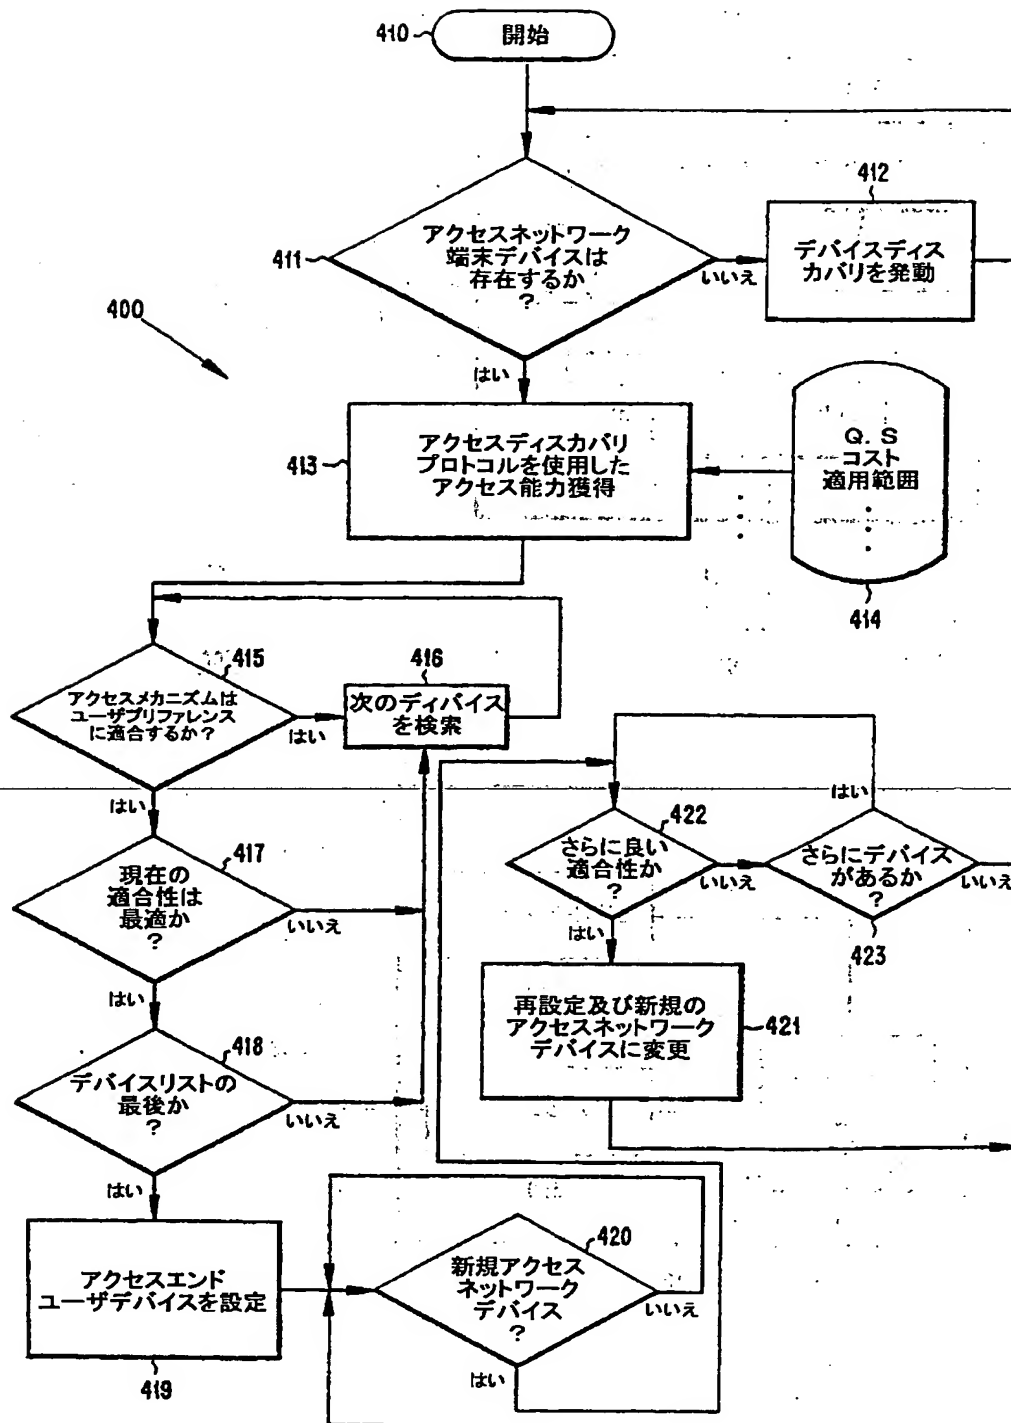 410
開始
412
411
アクセスネットワーク
端末デバイスは
存在するか
?
いいえ
デバイスディス
カバリを発動
400
はい
413
アクセスディスカバリ
プロトコルを使用した
アクセス能力獲得
Q. S
コスト
適用範囲
414
415
アクセスメカニズムは
ユーザプリファレンス
に適合するか?
はい
はい
416
次のディバイス
を検索
417
現在の
適合性は
最適か
?
いいえ
はい
422
さらに良い
適合性か
?
いいえ
はい
はい
さらにデバイス
があるか
?
いいえ
423
418
デバイスリストの
最後か
?
いいえ
はい
再設定及び新規の
アクセスネットワーク
デバイスに変更
421
アクセスエンド
ユーザデバイスを設定
419
420
新規アクセス
ネットワーク
デバイス
?
いいえ
はい